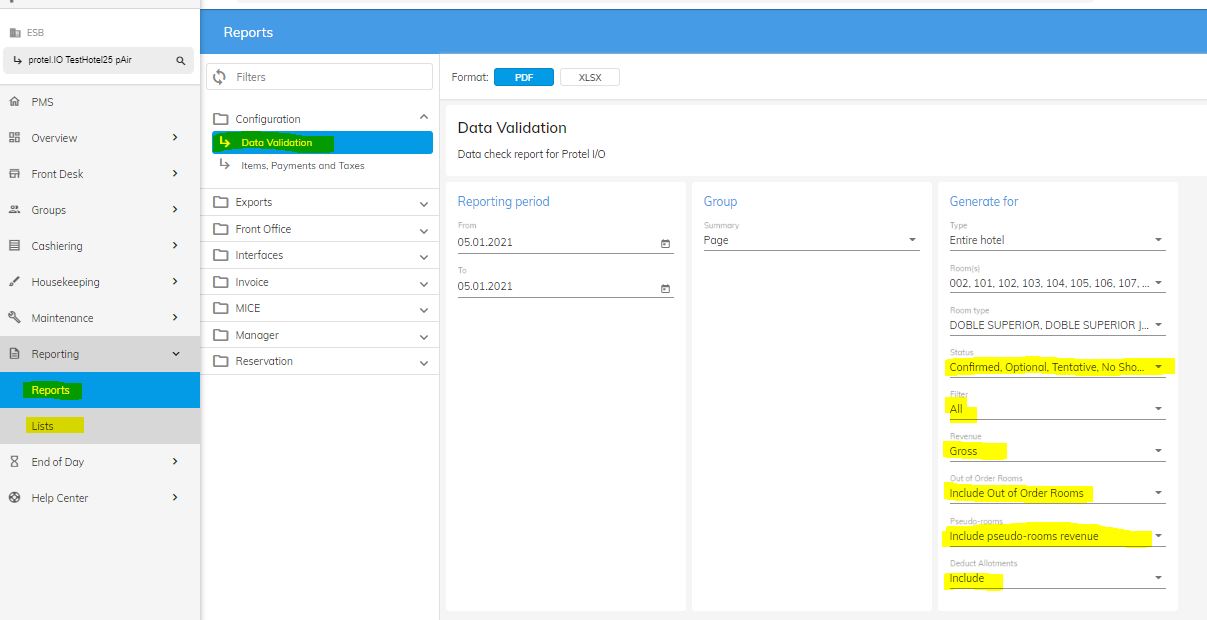 ESB
protel.IO TestHotel25 pAir
PMS
Overview
Front Desk
Groups
Cashiering
Housekeeping
Maintenance
Reporting
Reports
Lists
End of Day
Help Center
Reports
Filters
Configuration
Data Validation
Items, Payments and Taxes
Exports
Front Office
Interfaces
Invoice
MICE
Manager
Reservation
Format: PDF XLSX
Data Validation
Data check report for Protel I/O
Reporting period
From
05.01.2021
To
05.01.2021
Group
Summary
Page
Generate for
Type
Entire hotel
Room(s)
002, 101, 102, 103, 104, 105, 106, 107, ...
Room type
DOBLE SUPERIOR, DOBLE SUPERIOR J...
Status
Confirmed, Optional, Tentative, No Sho...
Filter
All
Revenue
Gross
Out of Order Rooms
Include Out of Order Rooms
Pseudo-rooms
Include pseudo-rooms revenue
Deduct Allotments
Include